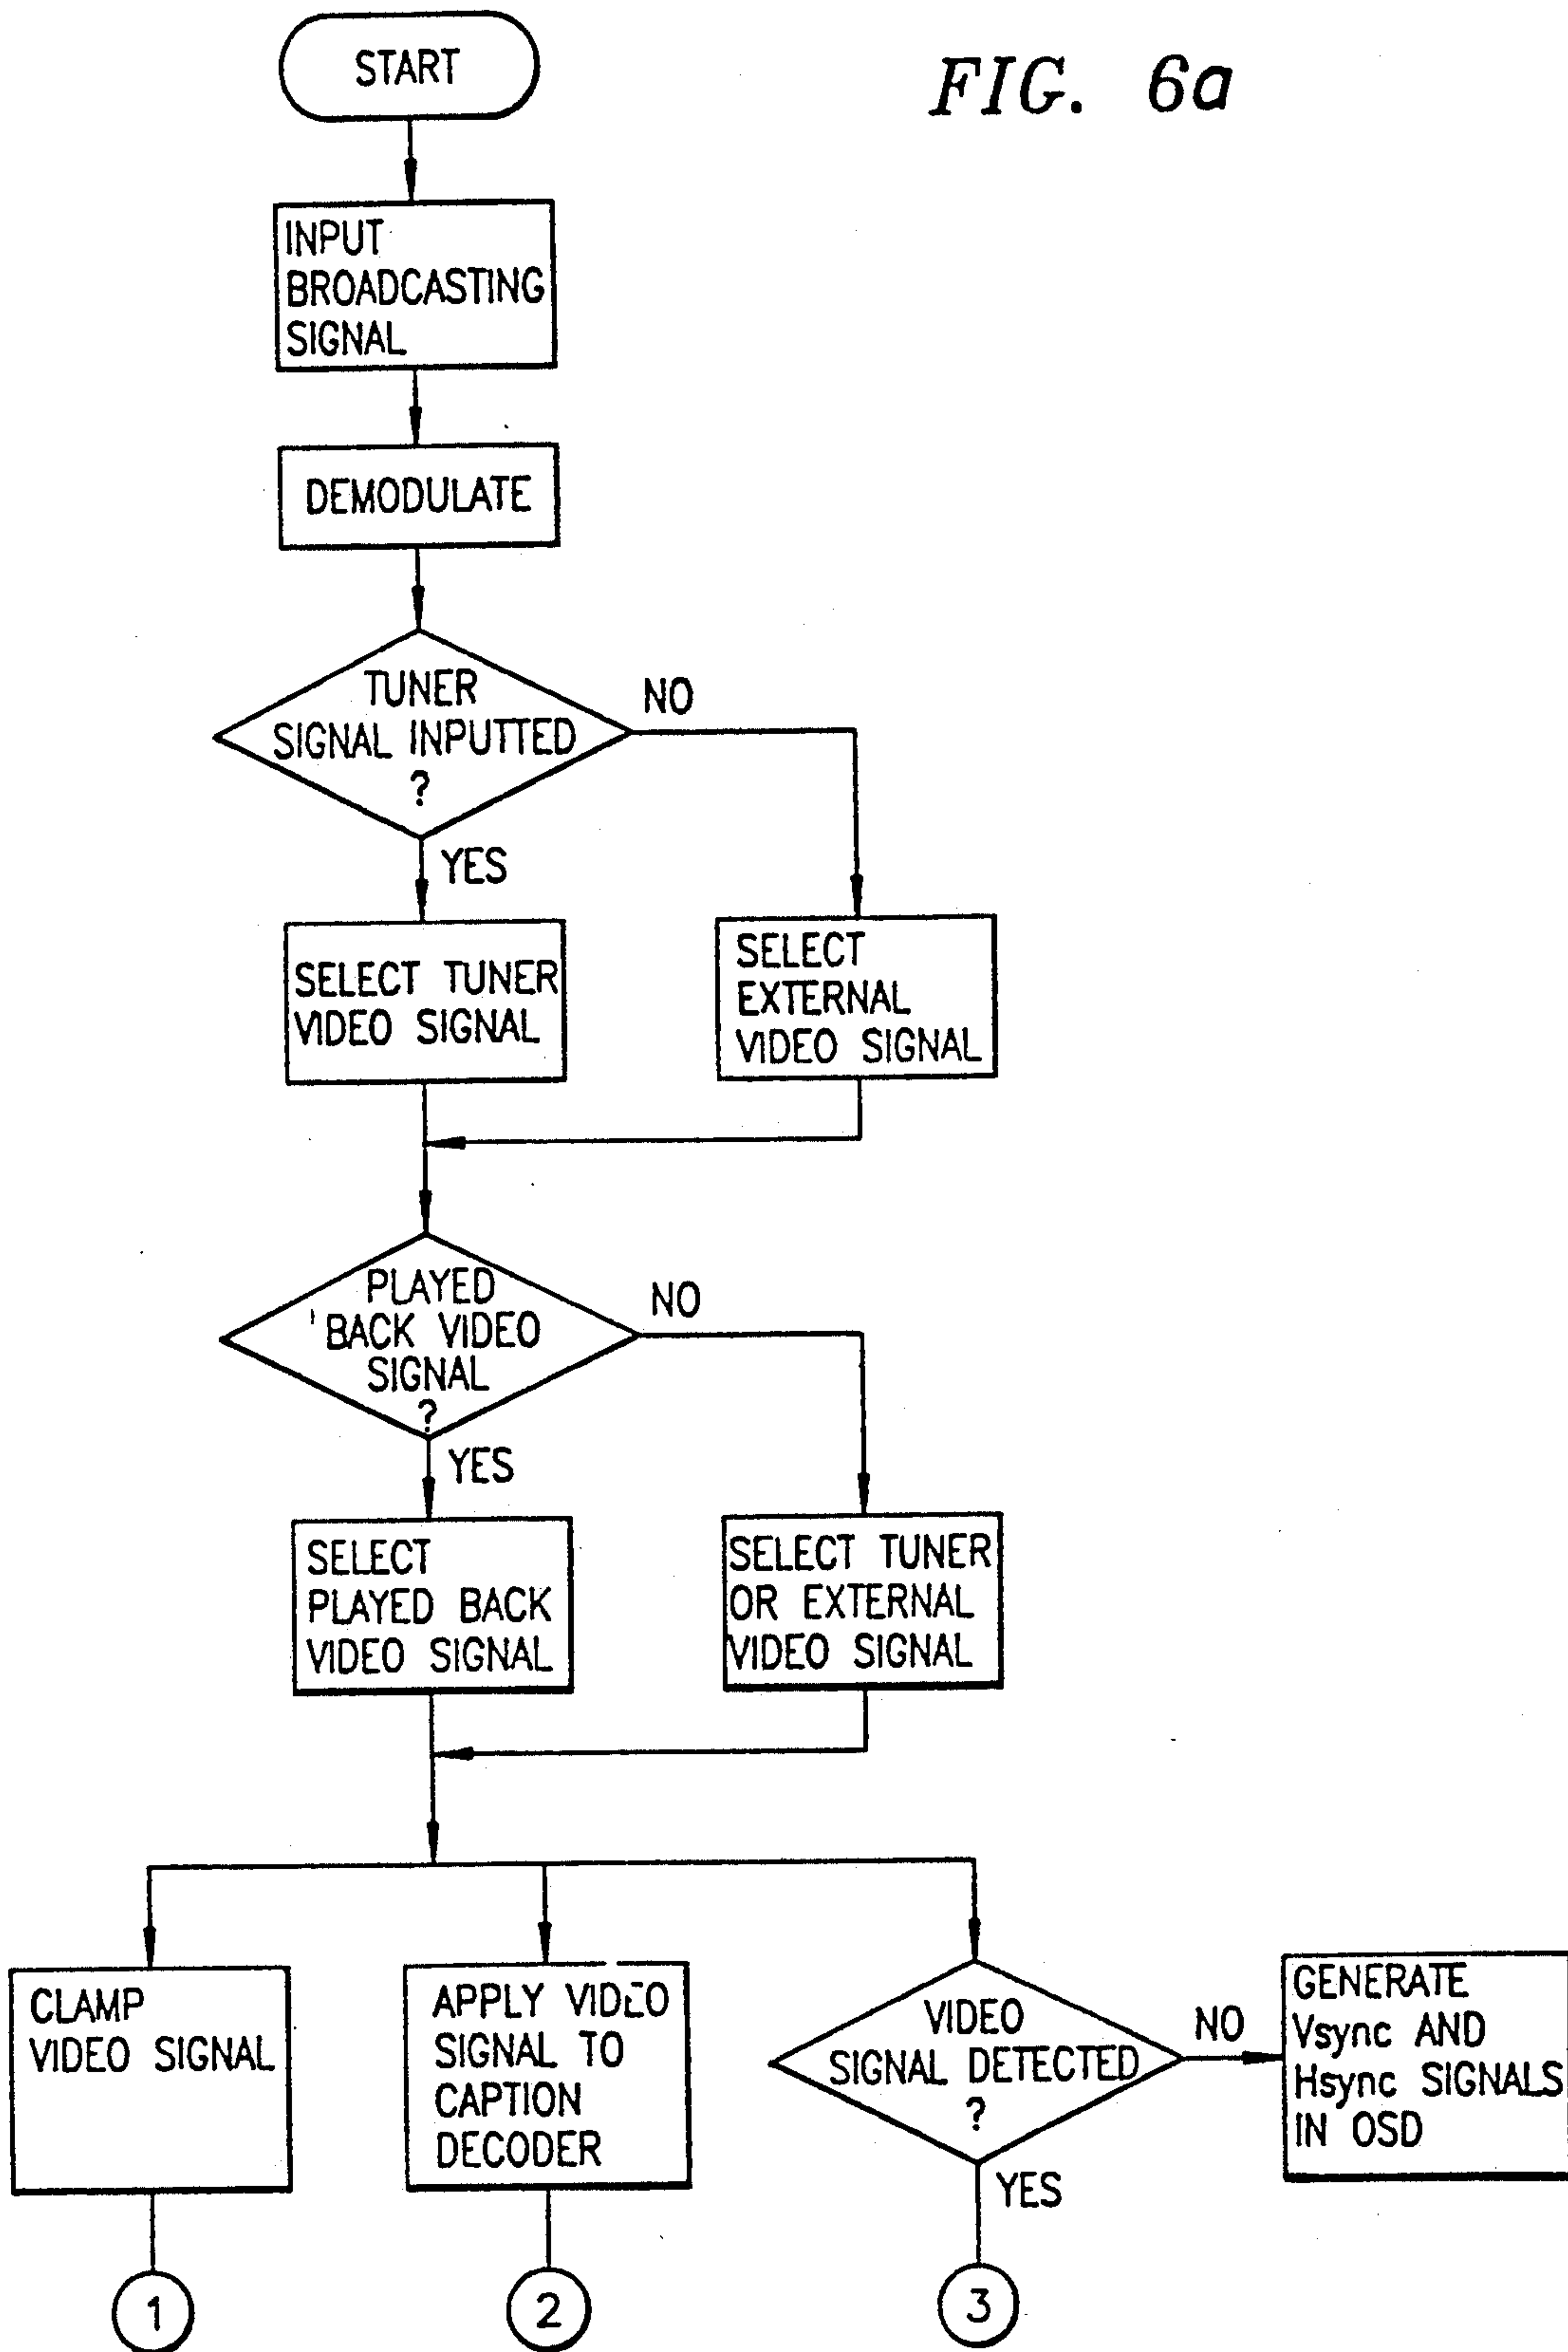 FIG. 6a
START
INPUT
BROADCASTING
SIGNAL
DEMODULATE
TUNER
SIGNAL INPUTTED
?
NO
YES
SELECT TUNER
VIDEO SIGNAL
SELECT
EXTERNAL
VIDEO SIGNAL
PLAYED
BACK VIDEO
SIGNAL
?
NO
YES
SELECT
PLAYED BACK
VIDEO SIGNAL
SELECT TUNER
OR EXTERNAL
VIDEO SIGNAL
CLAMP
VIDEO SIGNAL
APPLY VIDEO
SIGNAL TO
CAPTION
DECODER
VIDEO
SIGNAL DETECTED
?
NO
YES
GENERATE
Vsync AND
Hsync SIGNALS
IN OSD
1
2
3